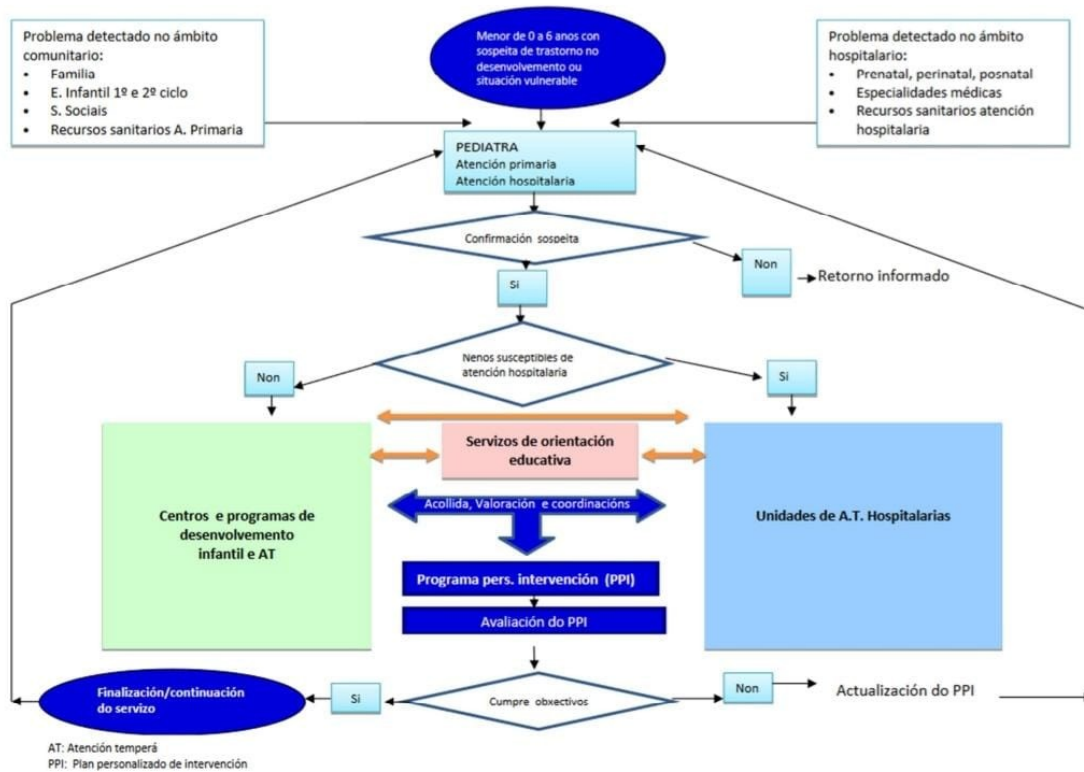 Problema detectado no ámbito
comunitario:
• Familia
• E. Infantil 1º e 2º ciclo
• S. Sociais
• Recursos sanitarios A. Primaria
Menor de 0 a 6 anos con
sospeita de trastorno no
desenvolvemento ou
situación vulnerable
Problema detectado no ámbito
hospitalario:
• Prenatal, perinatal, posnatal
• Especialidades médicas
• Recursos sanitarios atención
hospitalaria
PEDIATRA
Atención primaria
Atención hospitalaria
Confirmación sospeita
Non
Retorno informado
Si
Nenos susceptibles de
atención hospitalaria
Non
Si
Servizos de orientación
educativa
Acollida, Valoración e coordinacións
Centros e programas de
desenvolvemento
infantil e AT
Unidades de A.T. Hospitalarias
Programa pers. intervención (PPI)
Avaliación do PPI
Finalización/continuación
do servizo
Si
Cumpre obxectivos
Non
Actualización do PPI
AT: Atención temperá
PPI: Plan personalizado de intervención